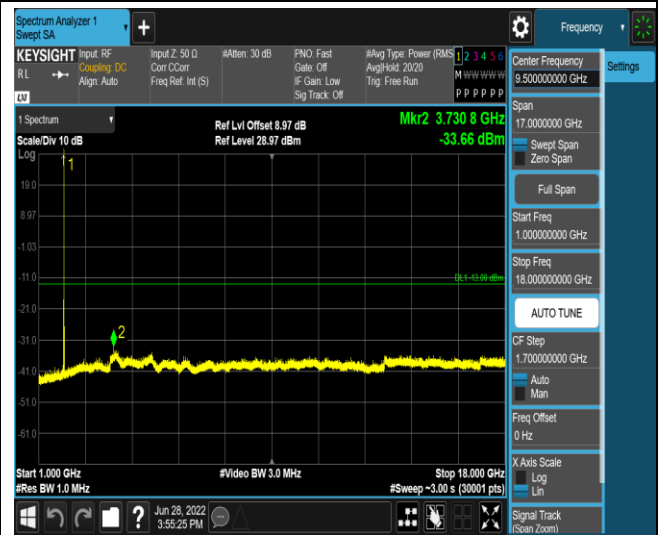 Spectrum Analyzer 1
Swept SA
+
Frequency
KEYSIGHT
RL
Input: RF
Coupling: DC
Align: Auto
Input Z: 50 Ω
Corr CCorr
Freq Ref: Int (S)
#Atten: 30 dB
PNO: Fast
Gate: Off
IF Gain: Low
Sig Track: Off
#Avg Type: Power (RMS
Avg|Hold: 20/20
Trig: Free Run
1 2 3 4 5 6
M W W W W W
P P P P P P
1 Spectrum
Scale/Div 10 dB
Ref Lvl Offset 8.97 dB
Ref Level 28.97 dBm
Mkr2 3.730 8 GHz
-33.66 dBm
Log
1
19.0
8.97
-1.03
-11.0
DL1 -13.00 dBm
-21.0
2
-31.0
-41.0
-51.0
-61.0
Start 1.000 GHz
#Res BW 1.0 MHz
#Video BW 3.0 MHz
Stop 18.000 GHz
#Sweep ~3.00 s (30001 pts)
?
Jun 28, 2022
3:55:25 PM
Center Frequency
9.500000000 GHz
Settings
Span
17.0000000 GHz
Swept Span
Zero Span
Full Span
Start Freq
1.000000000 GHz
Stop Freq
18.000000000 GHz
AUTO TUNE
CF Step
1.700000000 GHz
Auto
Man
Freq Offset
0 Hz
X Axis Scale
Log
Lin
Signal Track
(Span Zoom)